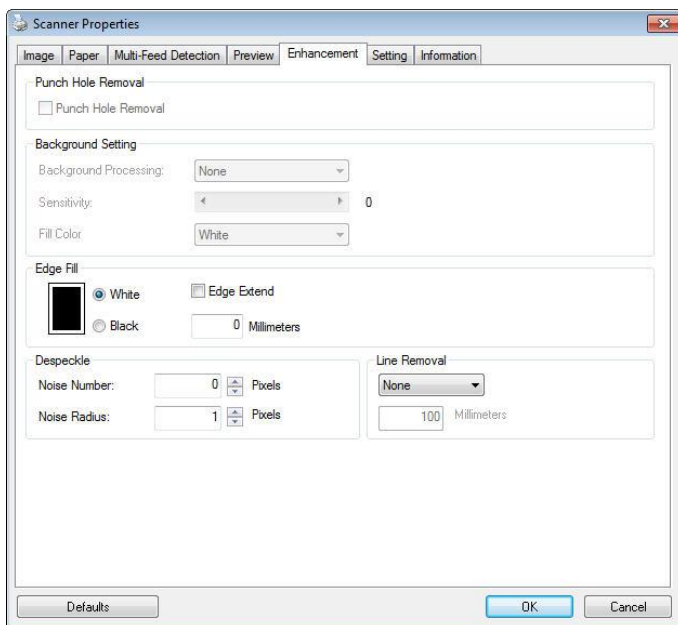 Scanner Properties
Image Paper Multi-Feed Detection Preview Enhancement Setting Information
Punch Hole Removal
Punch Hole Removal
Background Setting
Background Processing: None
Sensitivity: 0
Fill Color White
Edge Fill
White Edge Extend
Black 0 Millimeters
Despeckle
Noise Number: 0 Pixels
Noise Radius: 1 Pixels
Line Removal
None
100 Millimeters
Defaults OK Cancel